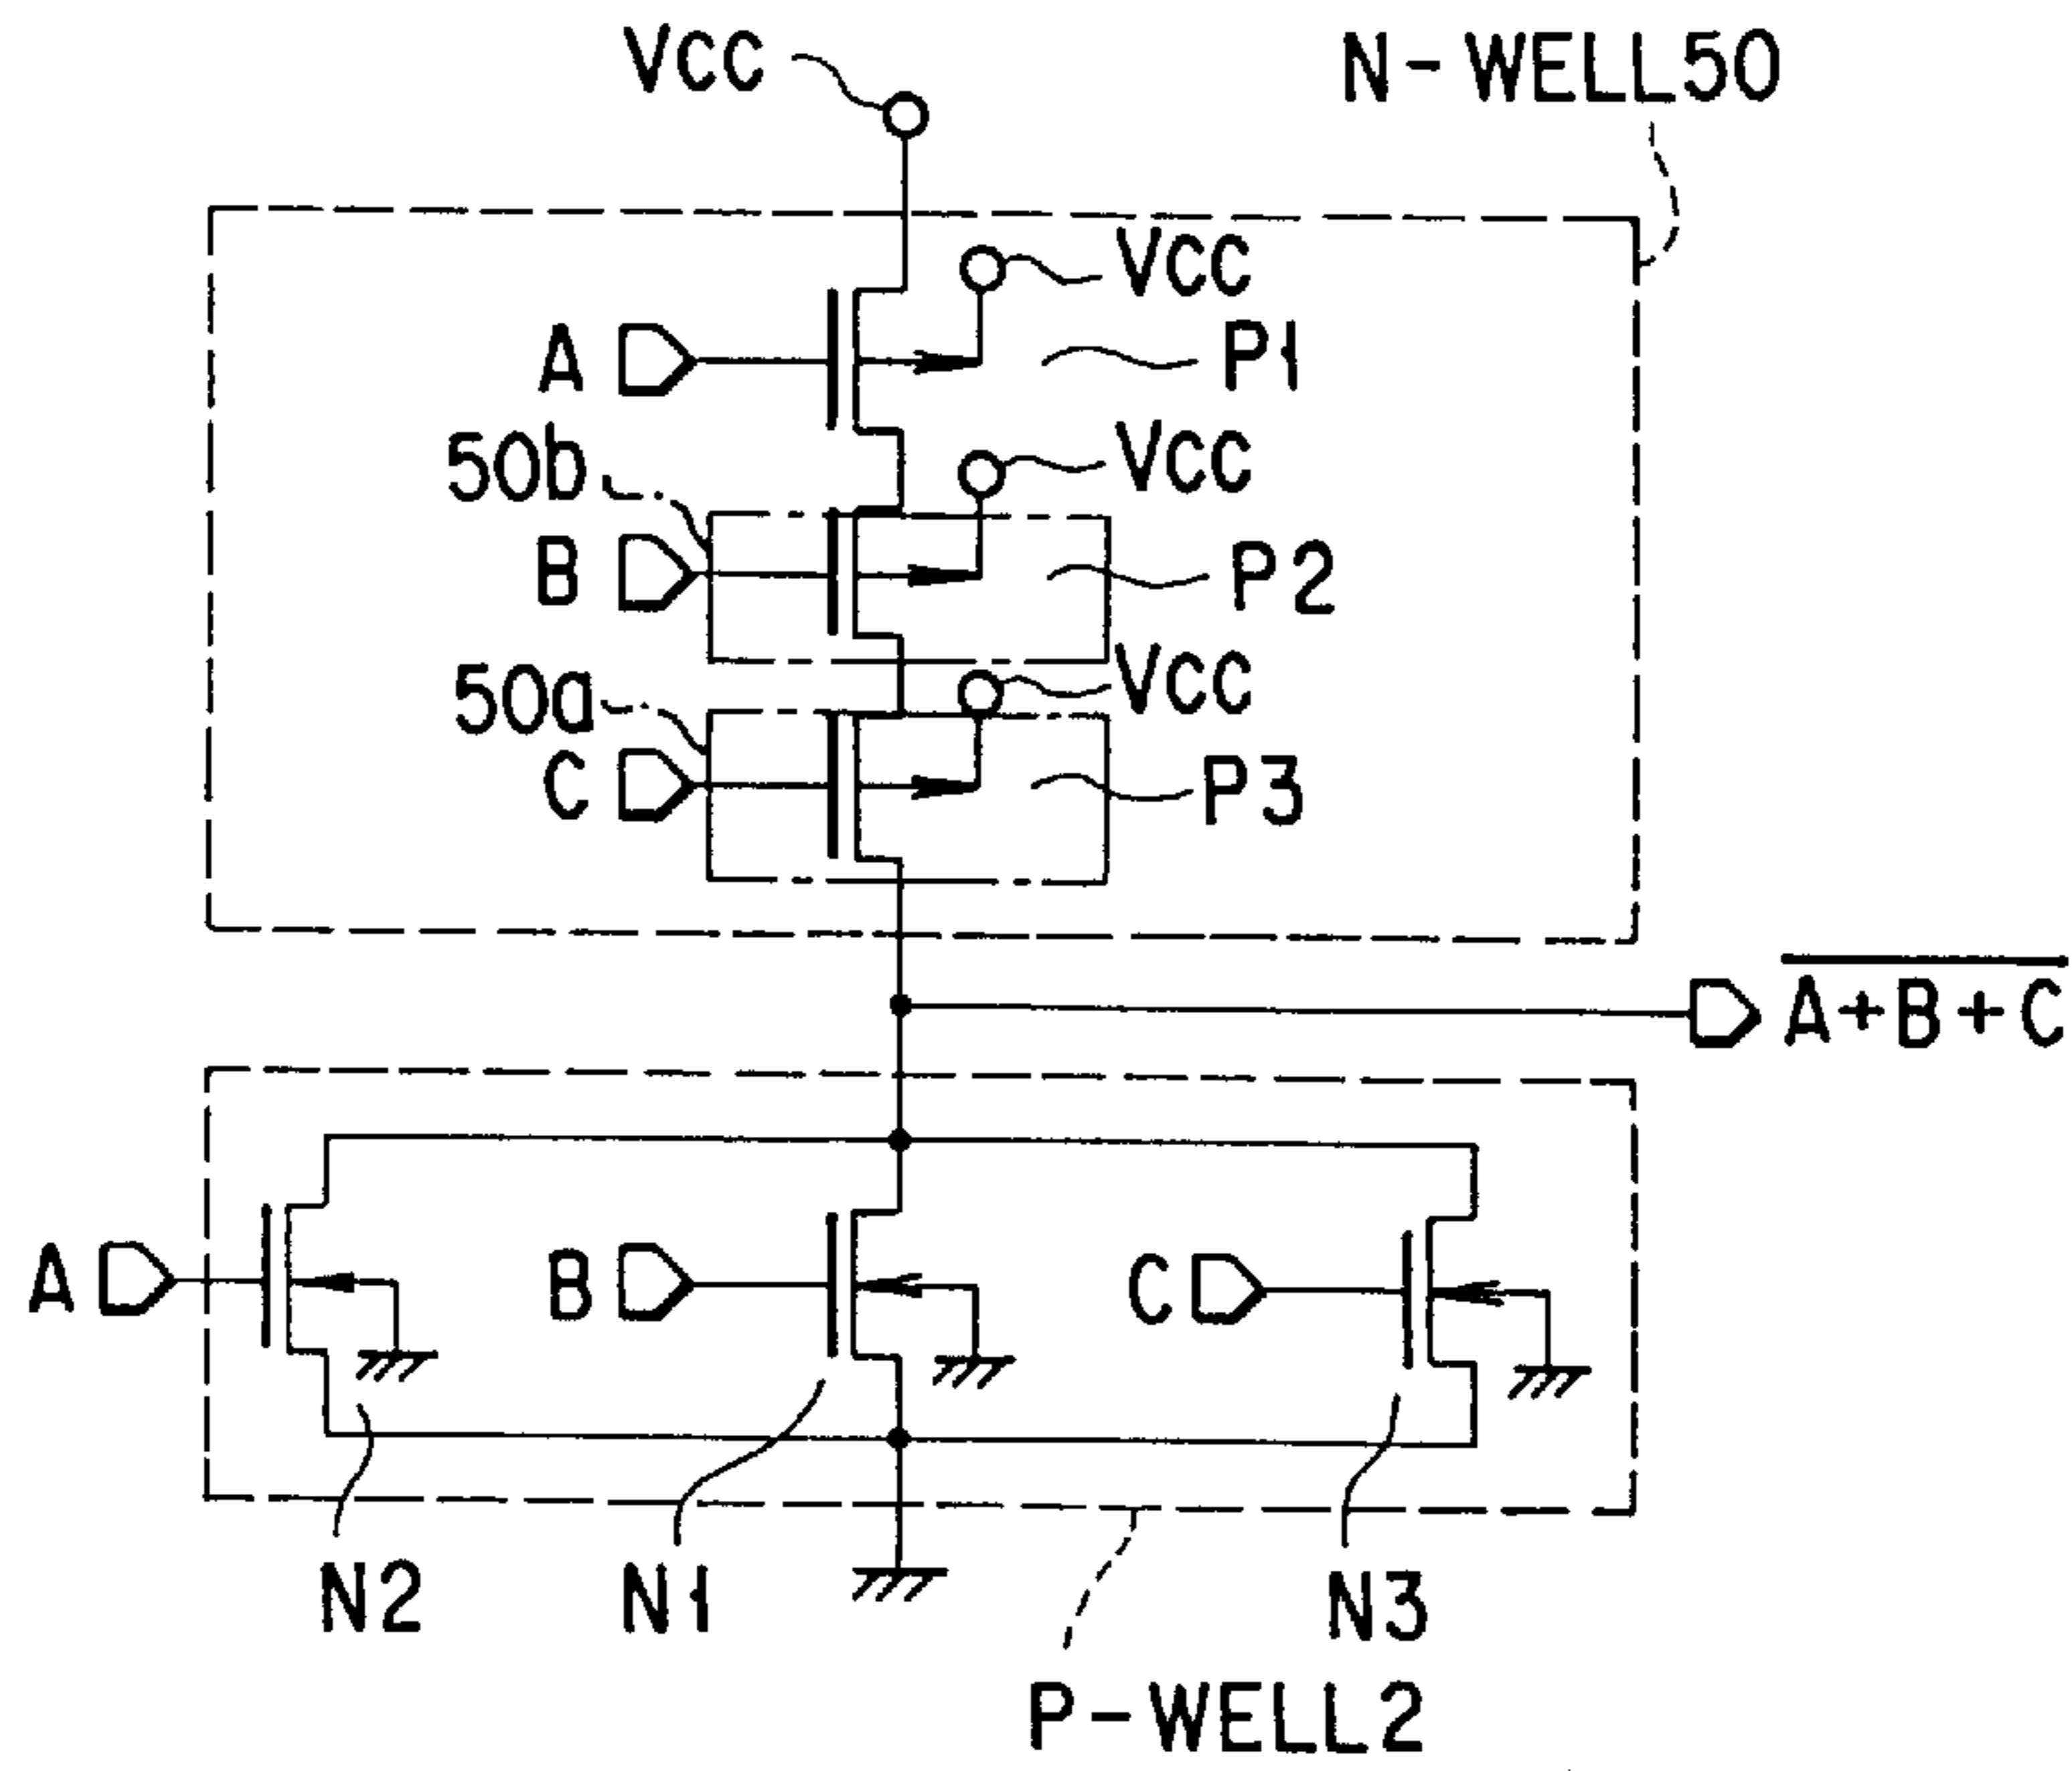 VCC
N-WELL50
VCC
A
P1
VCC
50b
B
P2
VCC
50a
C
P3
A+B+C
A
B
C
N2
N1
N3
P-WELL2